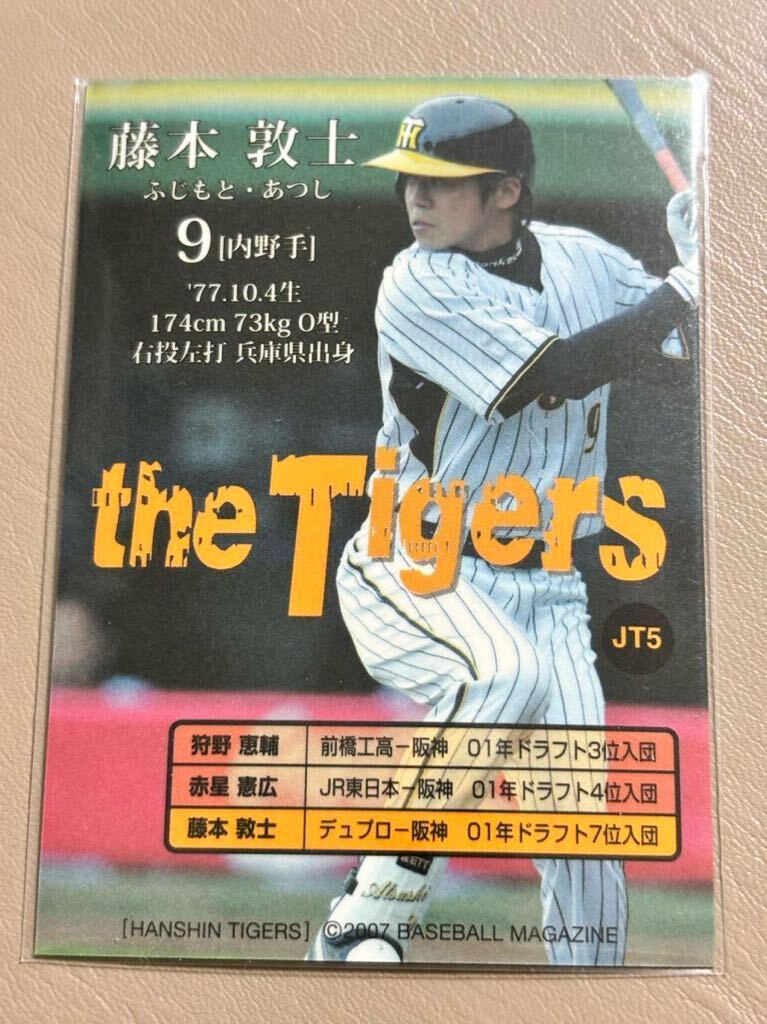 藤本 敦士
ふじもと・あつし
9[内野手]
'77.10.4生
174cm 73kg O型
右投左打 兵庫県出身
HT
9
the Tigers
JT5
狩野 恵輔 前橋工高－阪神 01年ドラフト3位入団
赤星 憲広 JR東日本－阪神 01年ドラフト4位入団
藤本 敦士 デュプロ－阪神 01年ドラフト7位入団
ETT
Atsushi
[HANSHIN TIGERS] ©2007 BASEBALL MAGAZINE